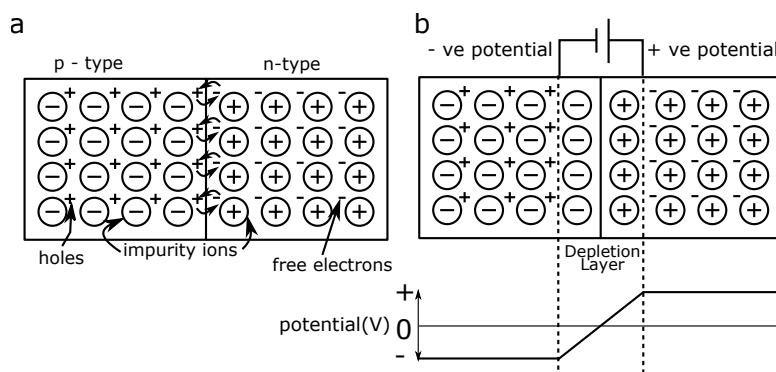 a
p - type
n-type
holes
impurity ions
free electrons
b
- ve potential
+ ve potential
Depletion
Layer
potential(V)
+
0
-